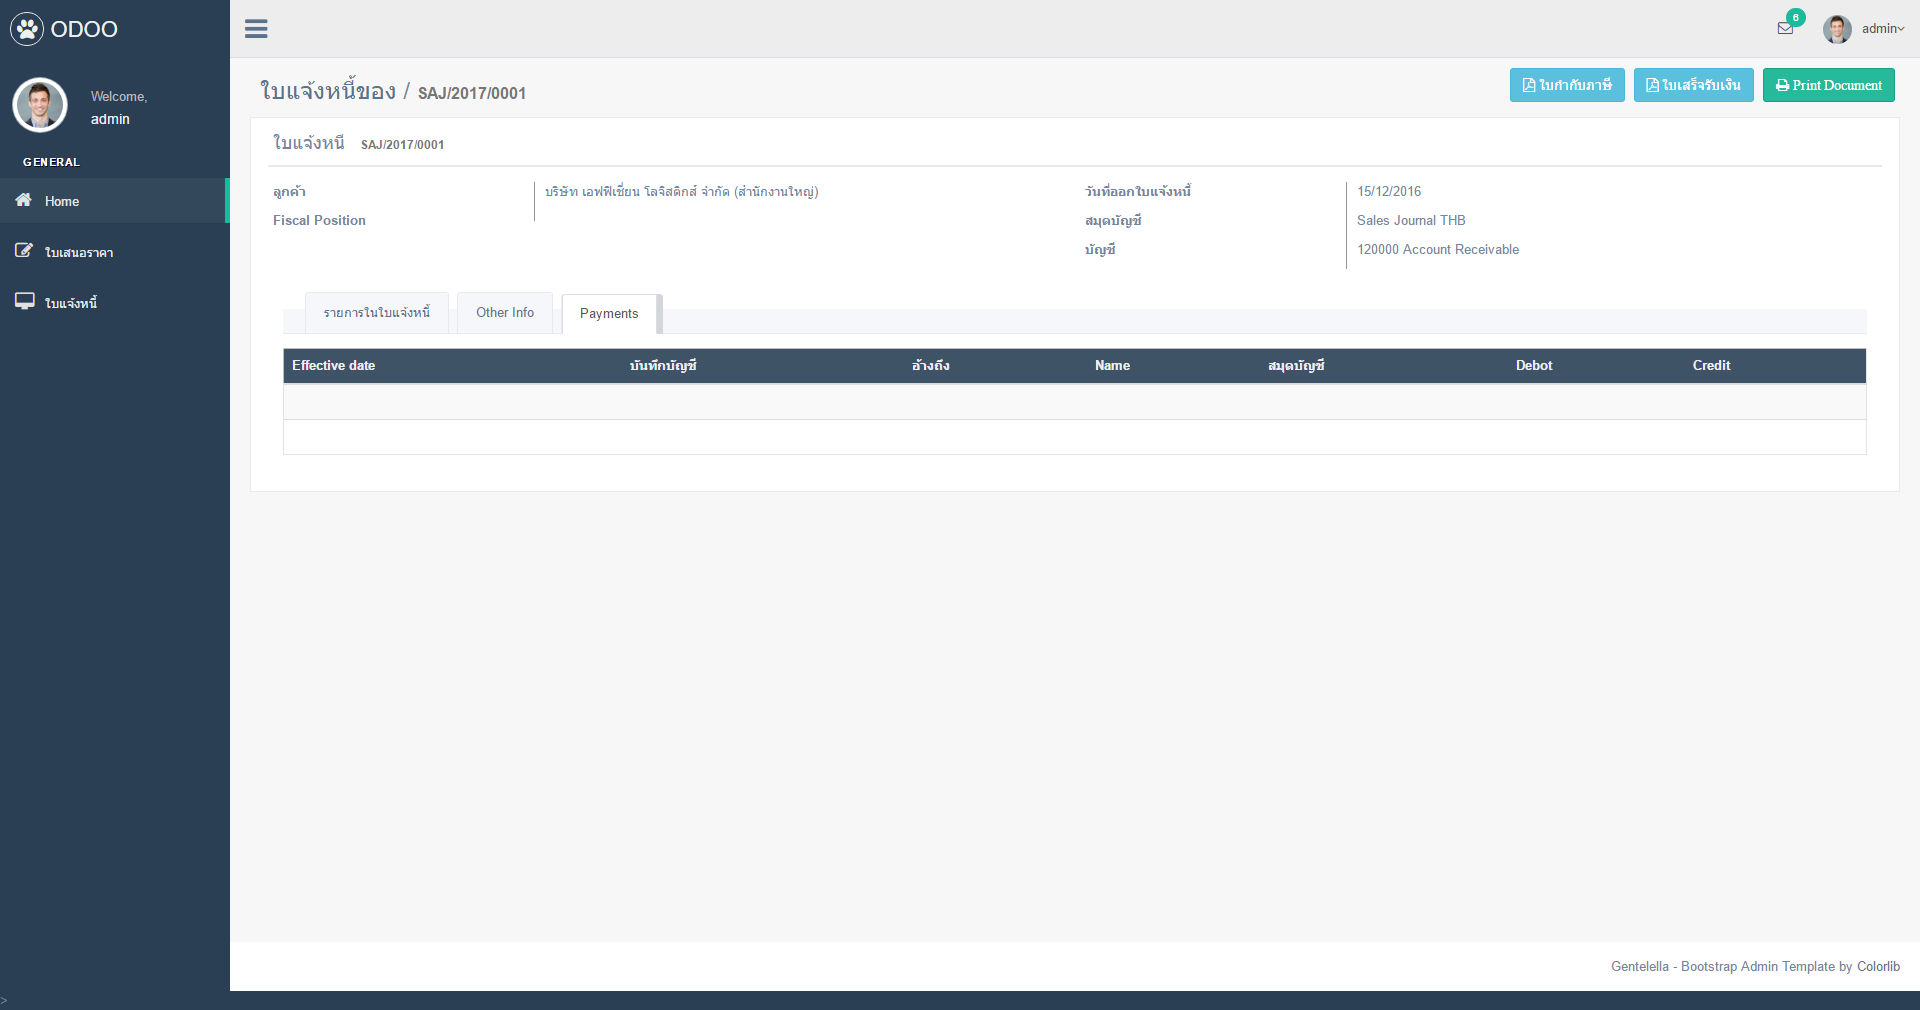 ODOO
6
admin
Welcome,
admin
GENERAL
Home
ใบเสนอราคา
ใบแจ้งหนี้
ใบแจ้งหนี้ของ / SAJ/2017/0001
ใบกำกับภาษี
ใบเสร็จรับเงิน
Print Document
ใบแจ้งหนี้ SAJ/2017/0001
ลูกค้า บริษัท เอฟฟีเชี่ยน โลจิสติกส์ จำกัด (สำนักงานใหญ่)
Fiscal Position
วันที่ออกใบแจ้งหนี้ 15/12/2016
สมุดบัญชี Sales Journal THB
บัญชี 120000 Account Receivable
รายการในใบแจ้งหนี้ Other Info Payments
Effective date บันทึกบัญชี อ้างถึง Name สมุดบัญชี Debot Credit
Gentelella - Bootstrap Admin Template by Colorlib
>